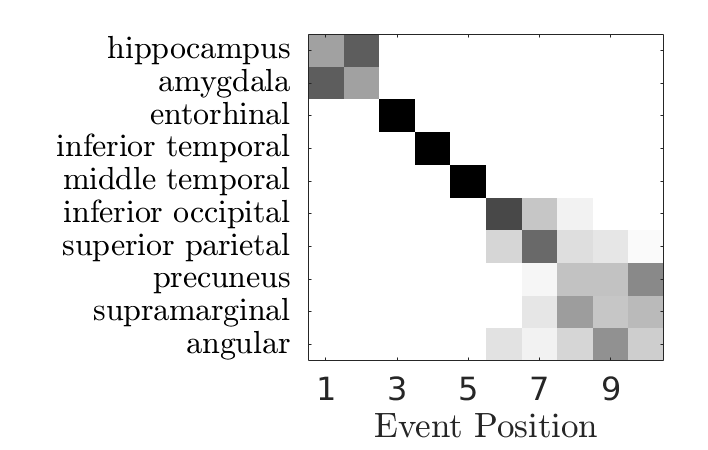 hippocampus
amygdala
entorhinal
inferior temporal
middle temporal
inferior occipital
superior parietal
precuneus
supramarginal
angular
1 3 5 7 9
Event Position